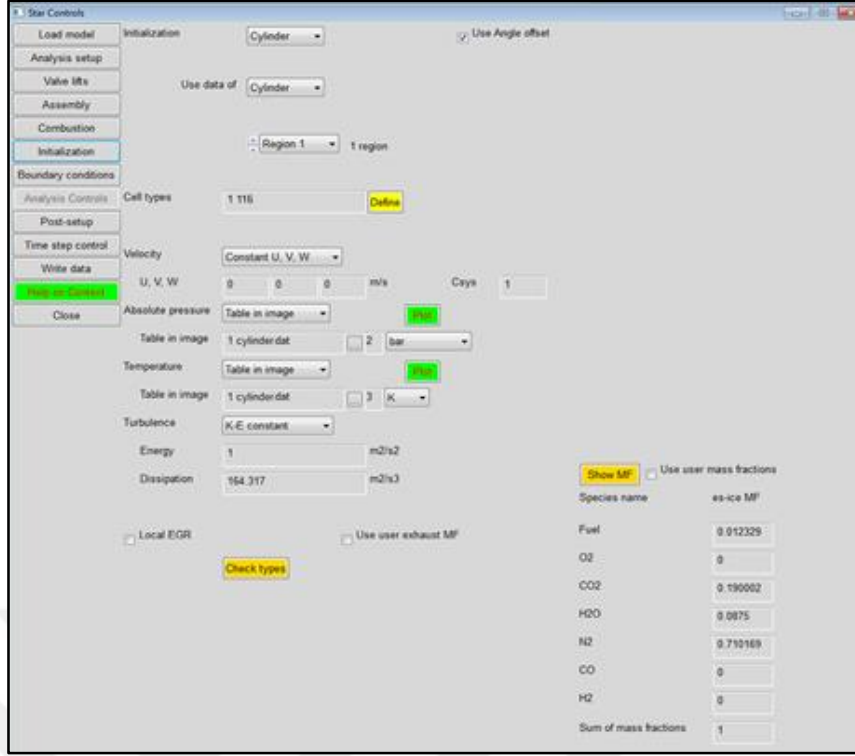 Star Controls
Load model
Initialization
Cylinder
Use Angle offset
Analysis setup
Valve lifts
Use data of
Cylinder
Assembly
Combustion
Initialization
Region 1
1 region
Boundary conditions
Analysis Controls
Cell types
1 116
Define
Post-setup
Time step control
Velocity
Constant U, V, W
Write data
U, V, W
0
0
0
m/s
Csys
1
Help on Context
Absolute pressure
Table in image
Plot
Close
Table in image
1 cylinder.dat
2
bar
Temperature
Table in image
Plot
Table in image
1 cylinder.dat
3
K
Turbulence
K-E constant
Energy
1
m2/s2
Dissipation
164.317
m2/s3
Show MF
Use user mass fractions
Species name
es-ice MF
Local EGR
Use user exhaust MF
Fuel
0.012329
Check types
O2
0
CO2
0.190002
H2O
0.0875
N2
0.710169
CO
0
H2
0
Sum of mass fractions
1